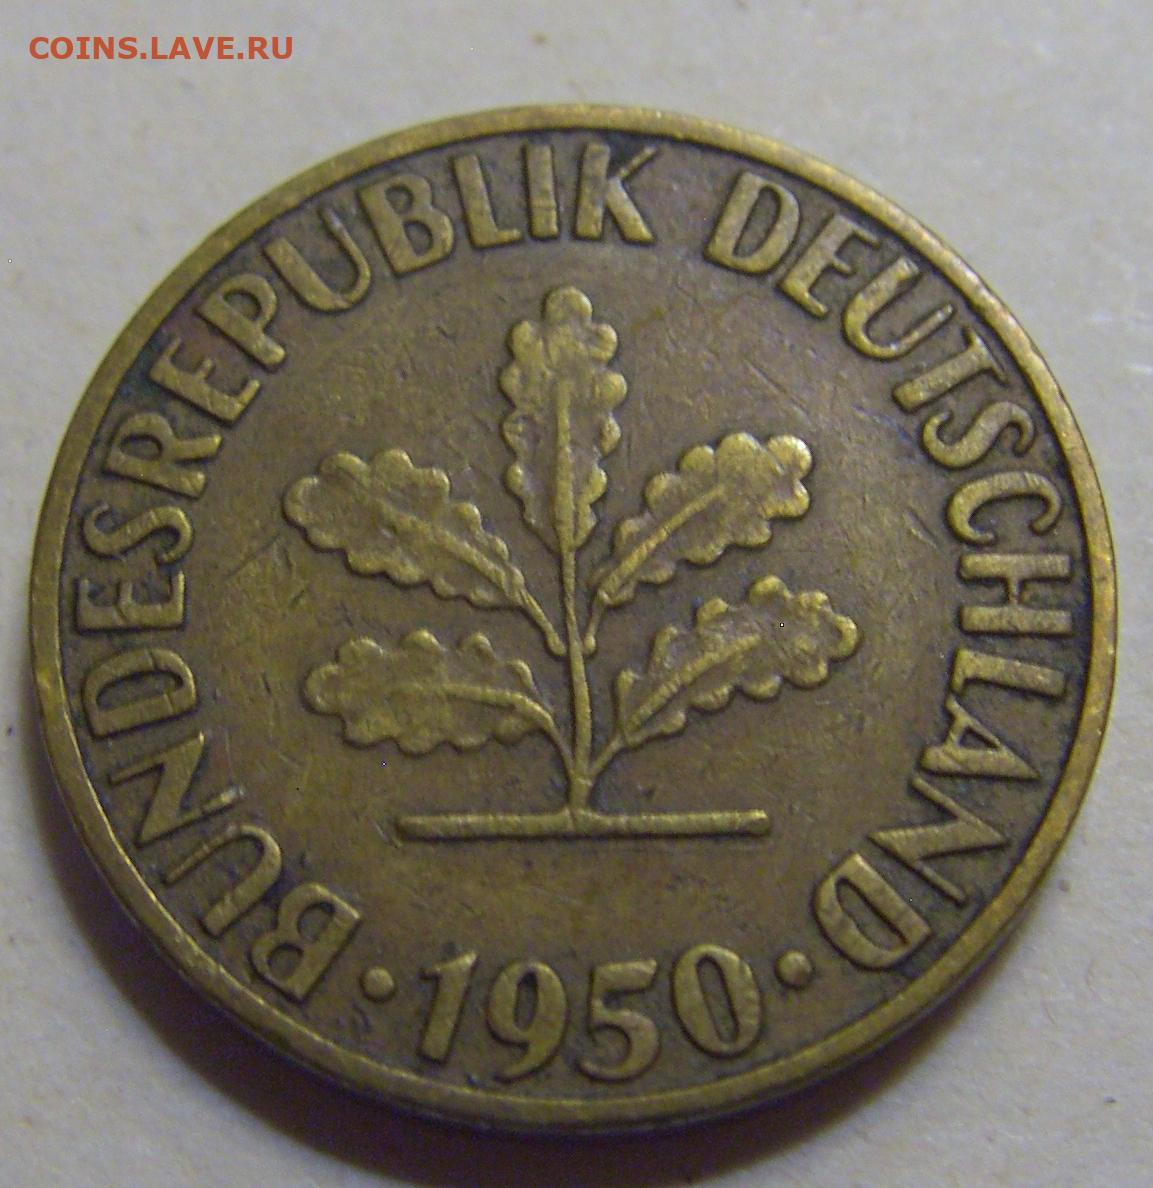 COINS.LAVE.RU
BUNDESREPUBLIK DEUTSCHLAND
· 1950 ·